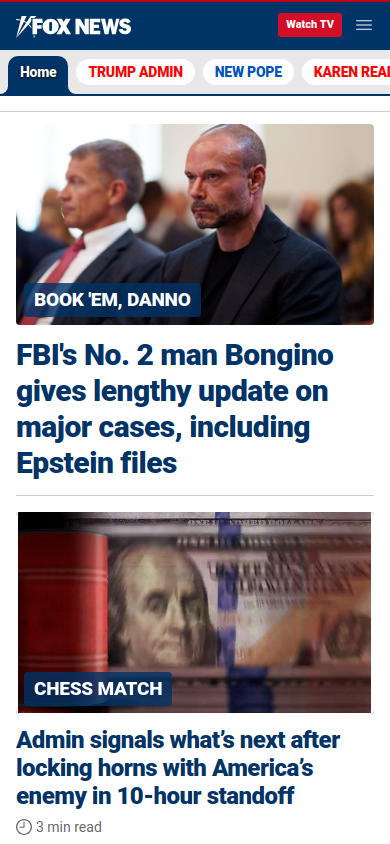 FOX NEWS
Watch TV
Home
TRUMP ADMIN
NEW POPE
KAREN READ
BOOK 'EM, DANNO
FBI's No. 2 man Bongino
gives lengthy update on
major cases, including
Epstein files
CHESS MATCH
Admin signals what’s next after
locking horns with America’s
enemy in 10-hour standoff
3 min read